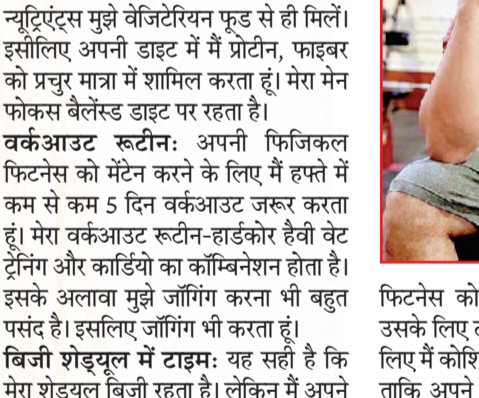 न्यूट्रिएंट्स मुझे वेजिटेरियन फूड से ही मिलें।
इसीलिए अपनी डाइट में मैं प्रोटीन, फाइबर
को प्रचुर मात्रा में शामिल करता हूं। मेरा मेन
फोकस बैलेंस्ड डाइट पर रहता है।
वर्कआउट रूटीनः अपनी फिजिकल
फिटनेस को मेंटेन करने के लिए मैं हफ्ते में
कम से कम 5 दिन वर्कआउट जरूर करता
हूं। मेरा वर्कआउट रूटीन-हार्डकोर हैवी वेट
ट्रेनिंग और कार्डियो का कॉम्बिनेशन होता है।
इसके अलावा मुझे जॉगिंग करना भी बहुत
पसंद है। इसलिए जॉगिंग भी करता हूं।
बिजी शेड्यूल में टाइमः यह सही है कि
मेरा शेड्यूल बिजी रहता है। लेकिन मैं अपने
फिटनेस को
उसके लिए
लिए मैं
ताकि अपने